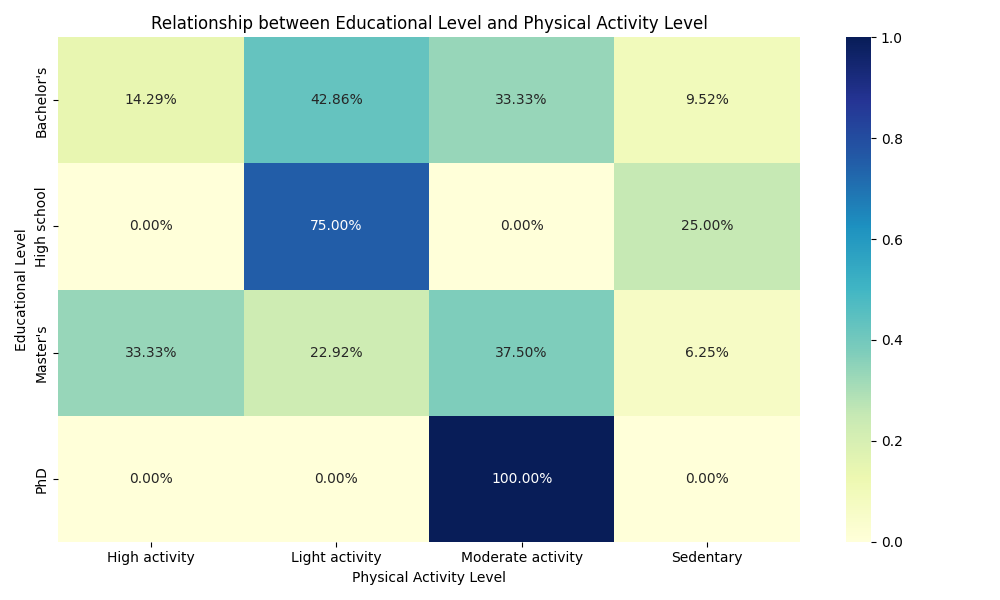 Relationship between Educational Level and Physical Activity Level
Educational Level
Bachelor's
14.29%
42.86%
33.33%
9.52%
High school
0.00%
75.00%
0.00%
25.00%
Master's
33.33%
22.92%
37.50%
6.25%
PhD
0.00%
0.00%
100.00%
0.00%
High activity
Light activity
Moderate activity
Sedentary
Physical Activity Level
1.0
0.8
0.6
0.4
0.2
0.0